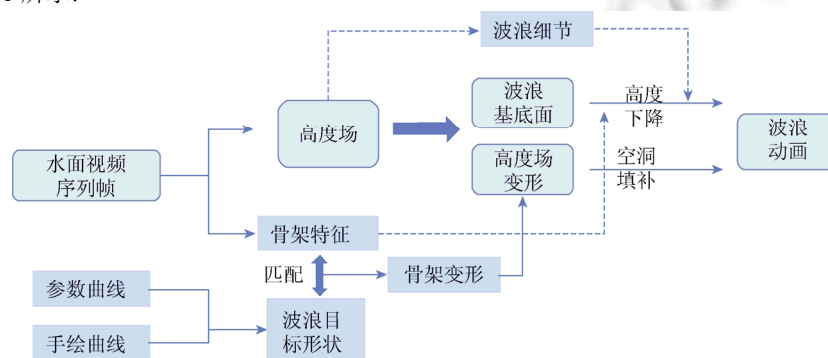 波浪细节
波浪
基底面
高度
下降
高度场
波浪
动画
水面视频
序列帧
高度场
变形
空洞
填补
骨架特征
匹配
骨架变形
参数曲线
手绘曲线
波浪目
标形状